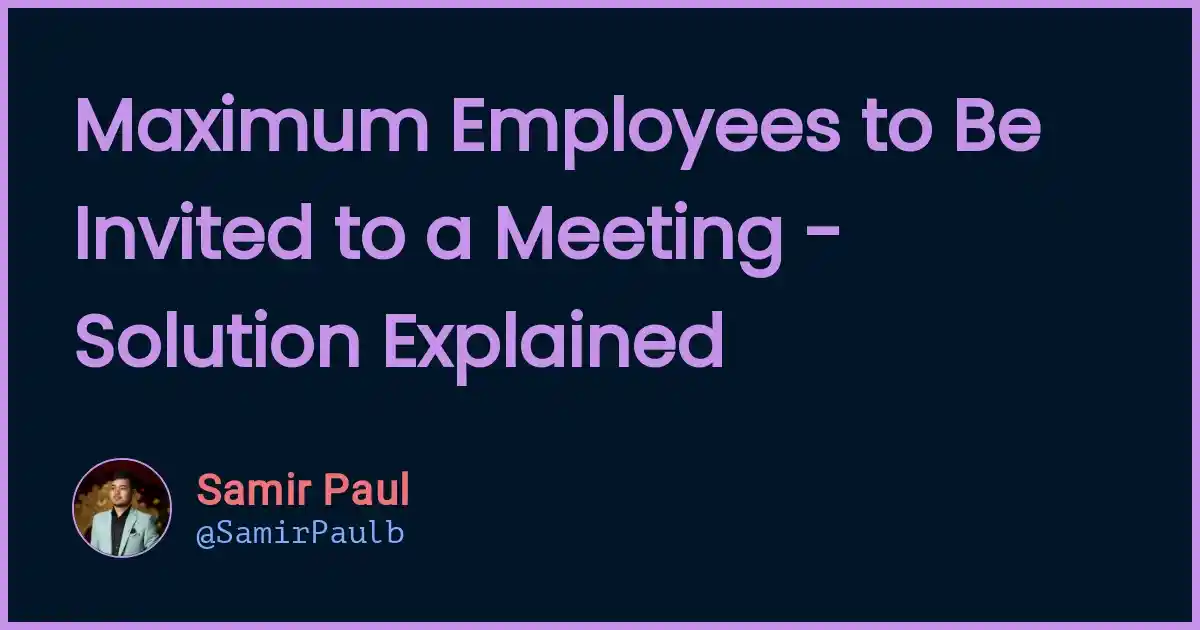 Maximum Employees to Be
Invited to a Meeting -
Solution Explained
Samir Paul
@SamirPaulb